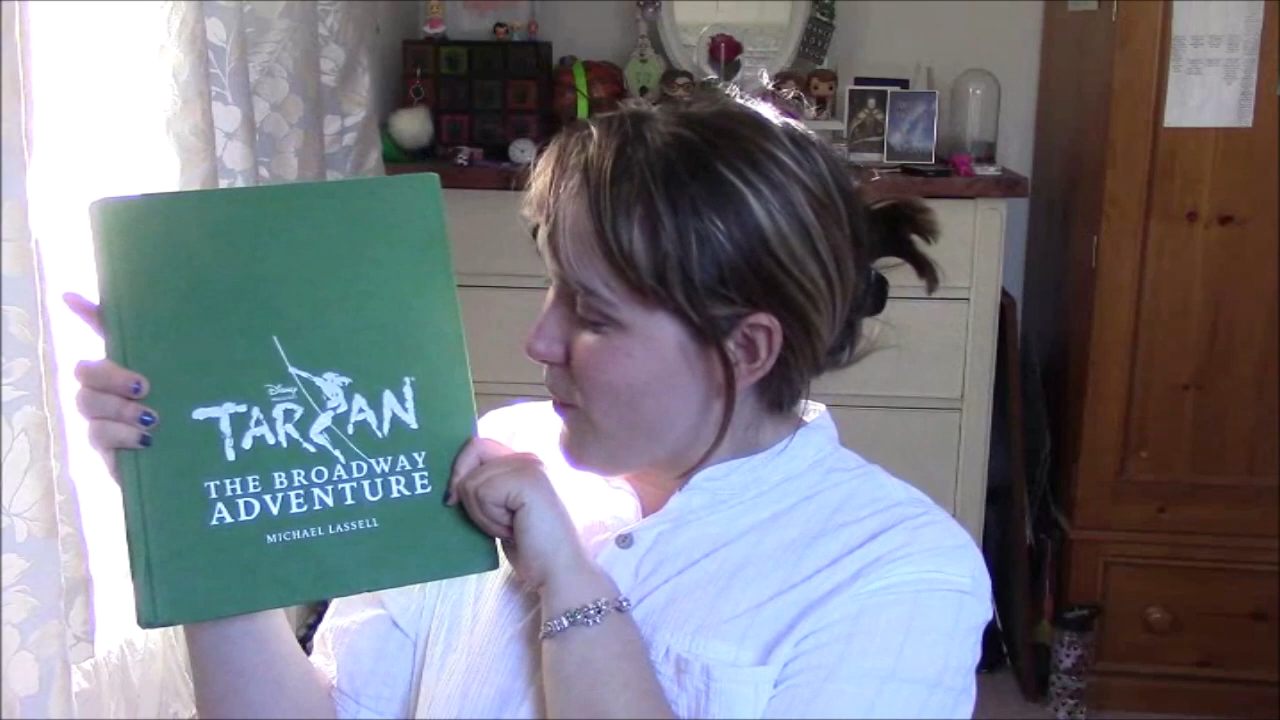 Disney
TARZAN
THE BROADWAY
ADVENTURE
MICHAEL LASSELL